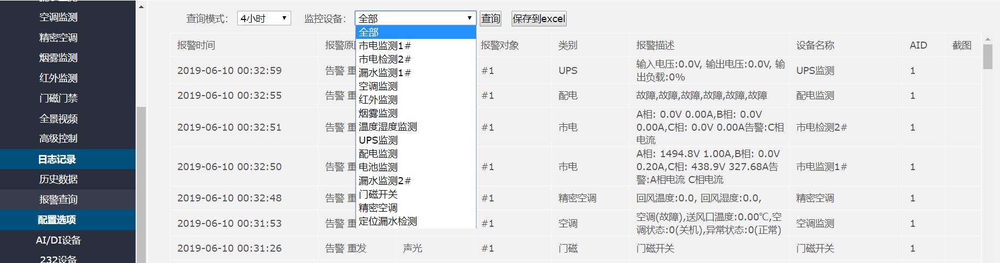 空调监测
精密空调
烟雾监测
红外监测
门磁门禁
全景视频
高级控制
日志记录
历史数据
报警查询
配置选项
AI/DI设备
232设备
查询模式： 4小时 监控设备： 全部 查询 保存到excel
全部
市电监测1#
市电检测2#
漏水监测1#
空调监测
红外监测
烟雾监测
温度湿度监测
UPS监测
配电监测
电池监测
漏水监测2#
门磁开关
精密空调
定位漏水检测
报警时间 报警原 报警对象 类别 报警描述 设备名称 AID 截图
2019-06-10 00:32:59 告警 重 #1 UPS 输入电压:0.0V, 输出电压:0.0V, 输
出负载:0% UPS监测 1
2019-06-10 00:32:55 告警 重 #1 配电 故障,故障,故障,故障,故障,故障 配电监测 1
2019-06-10 00:32:51 告警 重 #1 市电 A相: 0.0V 0.00A,B相: 0.0V
0.00A,C相: 0.0V 0.00A告警:C相
电流 市电检测2# 1
2019-06-10 00:32:50 告警 重 #1 市电 A相: 1494.8V 1.00A,B相: 0.0V
0.20A,C相: 438.9V 327.68A告
警:A相电流 C相电流 市电监测1# 1
2019-06-10 00:32:48 告警 重 #1 精密空调 回风温度:0.0, 回风湿度:0.0, 精密空调 1
2019-06-10 00:31:53 告警 重 #1 空调 空调(故障),送风口温度:0.00℃,空
调状态:0(关机),异常状态:0(正常) 空调监测 1
2019-06-10 00:31:26 告警 重发 声光 #1 门磁 门磁开关 门磁开关 1